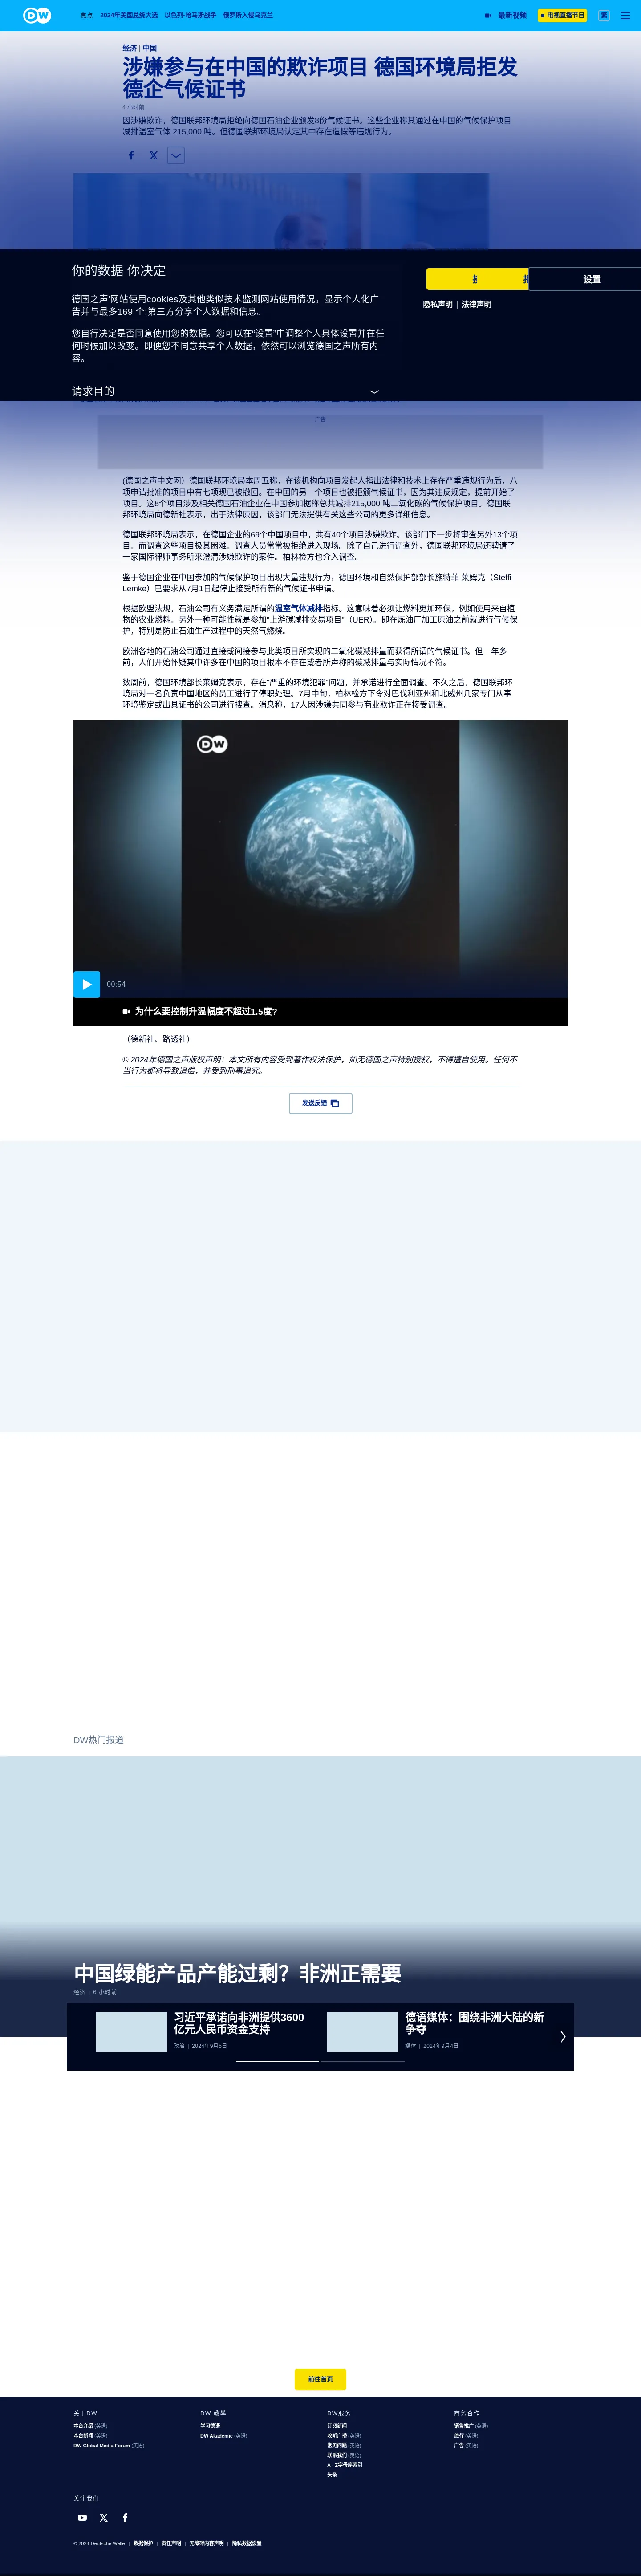 DW
焦点
2024年美国总统大选
以色列-哈马斯战争
俄罗斯入侵乌克兰
最新视频
电视直播节目
繁
经济 | 中国
涉嫌参与在中国的欺诈项目 德国环境局拒发
德企气候证书
4 小时前
因涉嫌欺诈，德国联邦环境局拒绝向德国石油企业颁发8份气候证书。这些企业称其通过在中国的气候保护项目
减排温室气体 215,000 吨。但德国联邦环境局认定其中存在造假等违规行为。
你的数据 你决定
德国之声'网站使用cookies及其他类似技术监测网站使用情况，显示个人化广
告并与最多169 个;第三方分享个人数据和信息。
您自行决定是否同意使用您的数据。您可以在“设置”中调整个人具体设置并在任
何时候加以改变。即便您不同意共享个人数据，依然可以浏览德国之声所有内
容。
请求目的
设置
隐私声明 | 法律声明
广告
(德国之声中文网）德国联邦环境局本周五称，在该机构向项目发起人指出法律和技术上存在严重违规行为后，八
项申请批准的项目中有七项现已被撤回。在中国的另一个项目也被拒颁气候证书，因为其违反规定，提前开始了
项目。这8个项目涉及相关德国石油企业在中国参加据称总共减排215,000 吨二氧化碳的气候保护项目。德国联
邦环境局向德新社表示，出于法律原因，该部门无法提供有关这些公司的更多详细信息。
德国联邦环境局表示，在德国企业的69个中国项目中，共有40个项目涉嫌欺诈。该部门下一步将审查另外13个项
目。而调查这些项目极其困难。调查人员常常被拒绝进入现场。除了自己进行调查外，德国联邦环境局还聘请了
一家国际律师事务所来澄清涉嫌欺诈的案件。柏林检方也介入调查。
鉴于德国企业在中国参加的气候保护项目出现大量违规行为，德国环境和自然保护部部长施特菲·莱姆克（Steffi
Lemke）已要求从7月1日起停止接受所有新的气候证书申请。
根据欧盟法规，石油公司有义务满足所谓的温室气体减排指标。这意味着必须让燃料更加环保，例如使用来自植
物的农业燃料。另外一种可能性就是参加"上游碳减排交易项目"（UER）。即在炼油厂加工原油之前就进行气候保
护，特别是防止石油生产过程中的天然气燃烧。
欧洲各地的石油公司通过直接或间接参与此类项目所实现的二氧化碳减排量而获得所谓的气候证书。但一年多
前，人们开始怀疑其中许多在中国的项目根本不存在或者所声称的碳减排量与实际情况不符。
数周前，德国环境部长莱姆克表示，存在"严重的环境犯罪"问题，并承诺进行全面调查。不久之后，德国联邦环
境局对一名负责中国地区的员工进行了停职处理。7月中旬，柏林检方下令对巴伐利亚州和北威州几家专门从事
环境鉴定或出具证书的公司进行搜查。消息称，17人因涉嫌共同参与商业欺诈正在接受调查。
DW
00:54
为什么要控制升温幅度不超过1.5度?
（德新社、路透社）
© 2024年德国之声版权声明：本文所有内容受到著作权法保护，如无德国之声特别授权，不得擅自使用。任何不
当行为都将导致追偿，并受到刑事追究。
发送反馈
DW热门报道
中国绿能产品产能过剩？非洲正需要
经济 | 6 小时前
习近平承诺向非洲提供3600
亿元人民币资金支持
政治 | 2024年9月5日
德语媒体：围绕非洲大陆的新
争夺
媒体 | 2024年9月4日
前往首页
关于DW
本台介绍 (英语)
本台新闻 (英语)
DW Global Media Forum (英语)
DW 教學
学习德语
DW Akademie (英语)
DW服务
订阅新闻
收听广播 (英语)
常见问题 (英语)
联系我们 (英语)
A - Z字母序索引
头条
商务合作
销售推广 (英语)
旅行 (英语)
广告 (英语)
关注我们
© 2024 Deutsche Welle | 数据保护 | 责任声明 | 无障碍内容声明 | 隐私数据设置